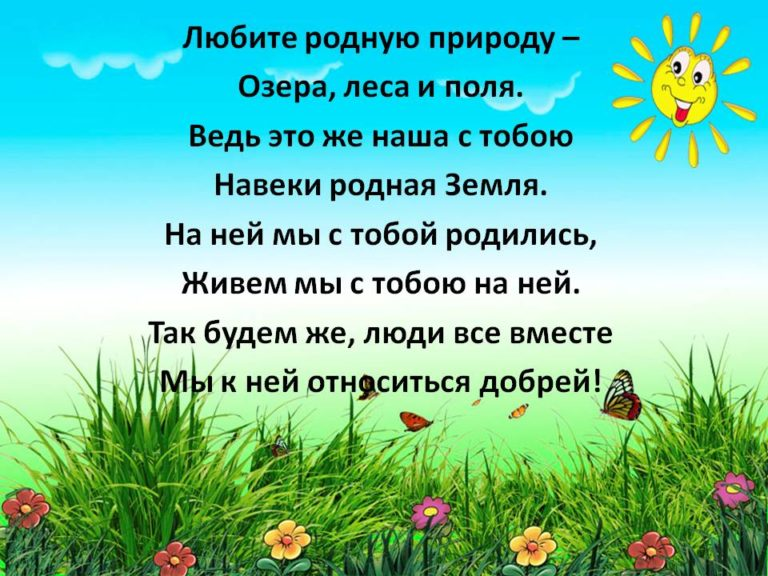 Любите родную природу –
Озера, леса и поля.
Ведь это же наша с тобою
Навеки родная Земля.
На ней мы с тобой родились,
Живем мы с тобою на ней.
Так будем же, люди все вместе
Мы к ней относиться добрей!